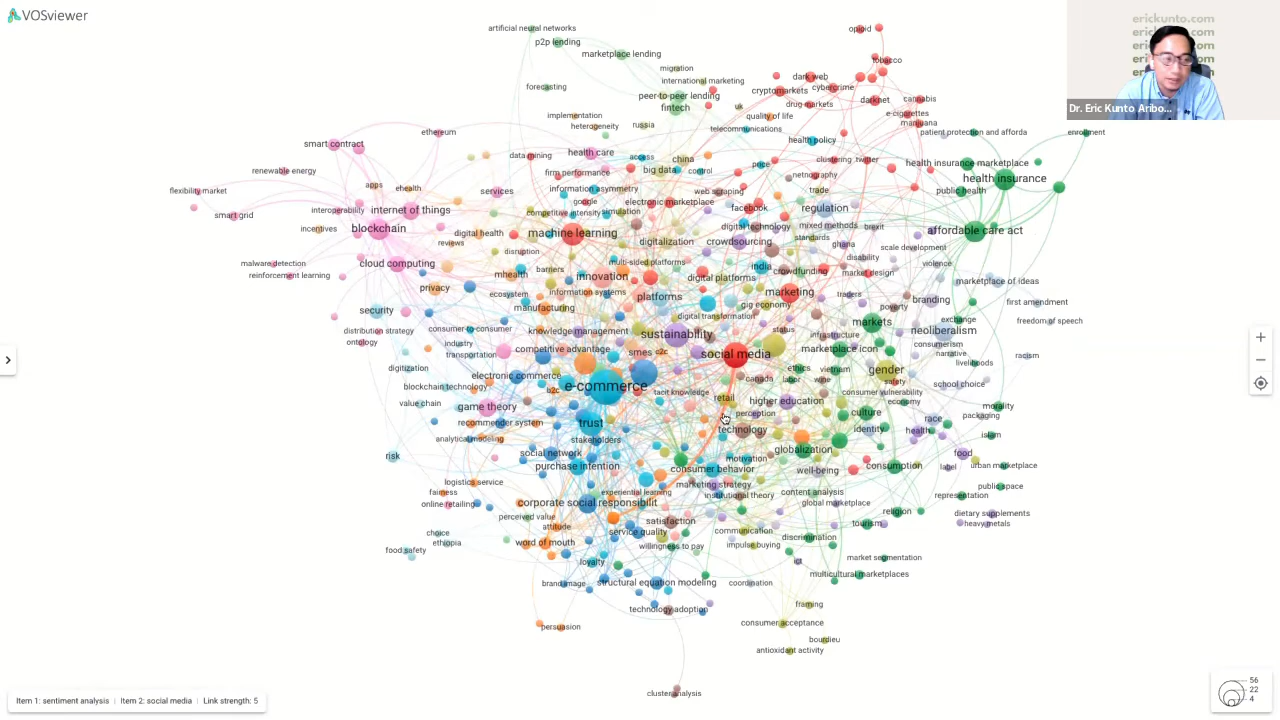 VOSviewer
erickunto.com
erickunto.com
Dr. Eric Kunto Aribo...
artificial neural networks
opioid
p2p lending
marketplace lending
tobacco
migration
dark web
international marketing
forecasting
cryptomarkets
cybercrime
peer-to-peer lending
uk
drug markets
darknet
cannabis
fintech
implementation
quality of life
e-cigarettes
heterogeneity
russia
marijuana
telecommunications
ethereum
patient protection and afforda
enrollment
smart contract
health policy
health care
data mining
access
china
clustering
twitter
price
health insurance marketplace
renewable energy
firm performance
big data
control
netnography
health insurance
apps
ehealth
services
information asymmetry
web scraping
trade
public health
flexibility market
google
electronic marketplace
interoperability
internet of things
competitive intensity
simulation
facebook
regulation
smart grid
incentives
blockchain
digital health
machine learning
digital technology
mixed methods
brexit
affordable care act
reviews
digitalization
crowdsourcing
standards
ghana
scale development
disruption
disability
malware detection
cloud computing
multi-sided platforms
india
violence
reinforcement learning
mhealth
barriers
innovation
digital platforms
crowdfunding
market design
marketplace of ideas
privacy
ecosystem
information systems
platforms
marketing
traders
branding
first amendment
security
manufacturing
gig economy
poverty
digital transformation
exchange
freedom of speech
distribution strategy
consumer-to-consumer
knowledge management
sustainability
status
infrastructure
markets
neoliberalism
ontology
industry
consumerism
transportation
competitive advantage
smes
c2c
social media
marketplace icon
narrative
racism
digitization
electronic commerce
ethics
vietnam
gender
livelihoods
blockchain technology
b2c
e-commerce
canada
labor
wine
safety
school choice
tacit knowledge
retail
consumer vulnerability
value chain
game theory
higher education
economy
morality
recommender system
trust
perception
culture
race
packaging
analytical modeling
stakeholders
technology
identity
health
islam
risk
social network
globalization
food
purchase intention
motivation
consumer behavior
well-being
consumption
label
urban marketplace
logistics service
marketing strategy
public space
fairness
experiential learning
institutional theory
content analysis
representation
online retailing
corporate social responsibilit
global marketplace
perceived value
religion
dietary supplements
attitude
satisfaction
tourism
heavy metals
choice
service quality
communication
discrimination
ethiopia
word of mouth
willingness to pay
impulse buying
food safety
loyalty
ict
market segmentation
brand image
structural equation modeling
coordination
multicultural marketplaces
technology adoption
framing
persuasion
consumer acceptance
bourdieu
antioxidant activity
cluster analysis
Item 1: sentiment analysis | Item 2: social media | Link strength: 5
56
22
4